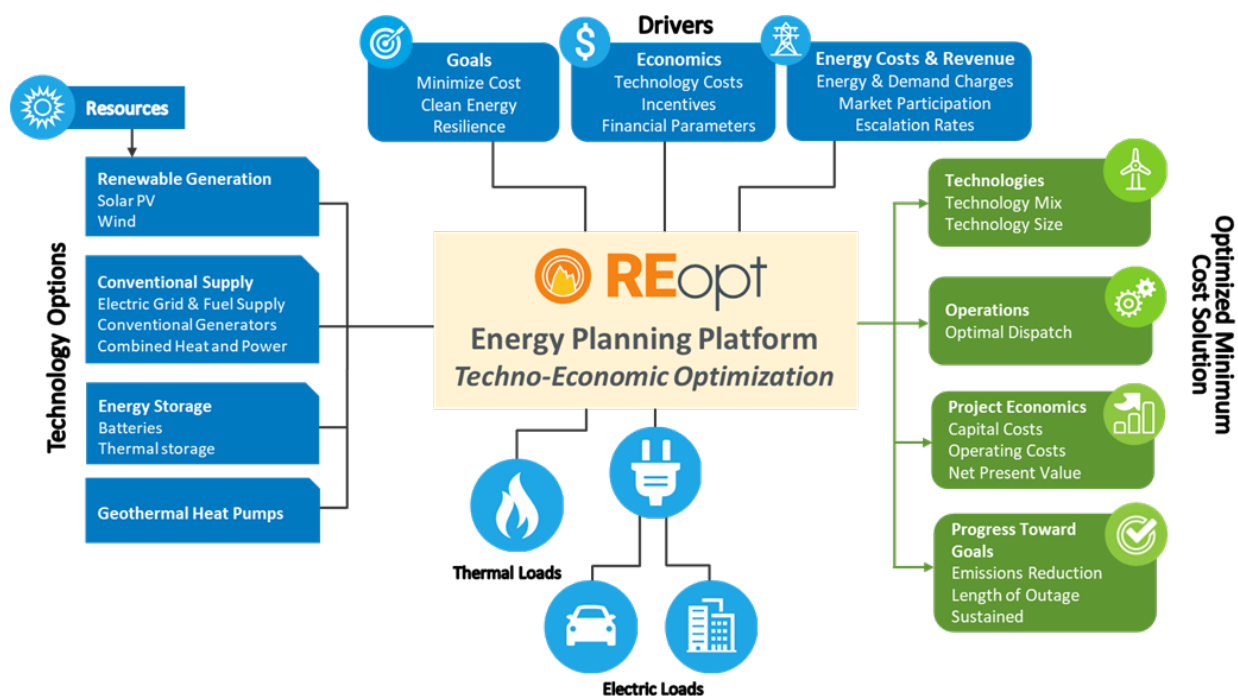 Drivers
Goals
Minimize Cost
Clean Energy
Resilience
Economics
Technology Costs
Incentives
Financial Parameters
Energy Costs & Revenue
Energy & Demand Charges
Market Participation
Escalation Rates
Resources
Technology Options
Renewable Generation
Solar PV
Wind
Conventional Supply
Electric Grid & Fuel Supply
Conventional Generators
Combined Heat and Power
Energy Storage
Batteries
Thermal storage
Geothermal Heat Pumps
REopt
Energy Planning Platform
Techno-Economic Optimization
Thermal Loads
Electric Loads
Technologies
Technology Mix
Technology Size
Operations
Optimal Dispatch
Project Economics
Capital Costs
Operating Costs
Net Present Value
Progress Toward
Goals
Emissions Reduction
Length of Outage
Sustained
Optimized Minimum
Cost Solution